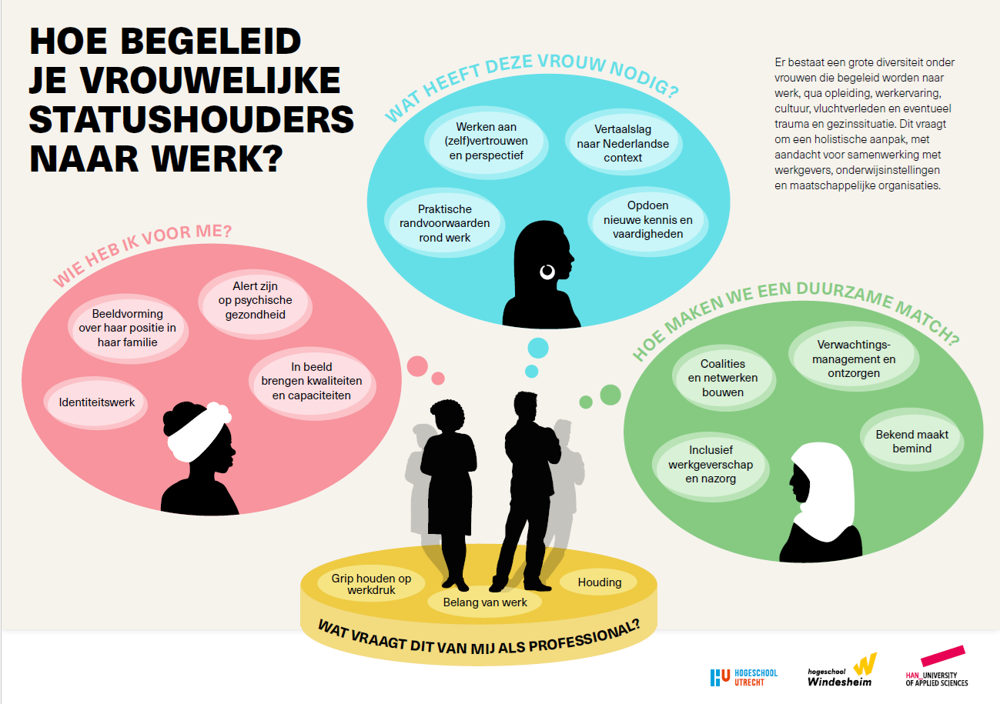 HOE BEGELEID
JE VROUWELIJKE
STATUSHOUDERS
NAAR WERK?
Er bestaat een grote diversiteit onder
vrouwen die begeleid worden naar
werk, qua opleiding, werkervaring,
cultuur, vluchtverleden en eventueel
trauma en gezinssituatie. Dit vraagt
om een holistische aanpak, met
aandacht voor samenwerking met
werkgevers, onderwijsinstellingen
en maatschappelijke organisaties.
WAT HEEFT DEZE VROUW NODIG?
Werken aan
(zelf)vertrouwen
en perspectief
Vertaalslag
naar Nederlandse
context
Praktische
randvoorwaarden
rond werk
Opdoen
nieuwe kennis en
vaardigheden
WIE HEB IK VOOR ME?
Alert zijn
op psychische
gezondheid
Beeldvorming
over haar positie in
haar familie
In beeld
brengen kwaliteiten
en capaciteiten
Identiteitswerk
HOE MAKEN WE EEN DUURZAME MATCH?
Verwachtings-
management en
ontzorgen
Coalities
en netwerken
bouwen
Bekend maakt
bemind
Inclusief
werkgeverschap
en nazorg
Grip houden op
werkdruk
Belang van werk
Houding
WAT VRAAGT DIT VAN MIJ ALS PROFESSIONAL?
HU HOGESCHOOL
UTRECHT
hogeschool
Windesheim
HAN_UNIVERSITY
OF APPLIED SCIENCES